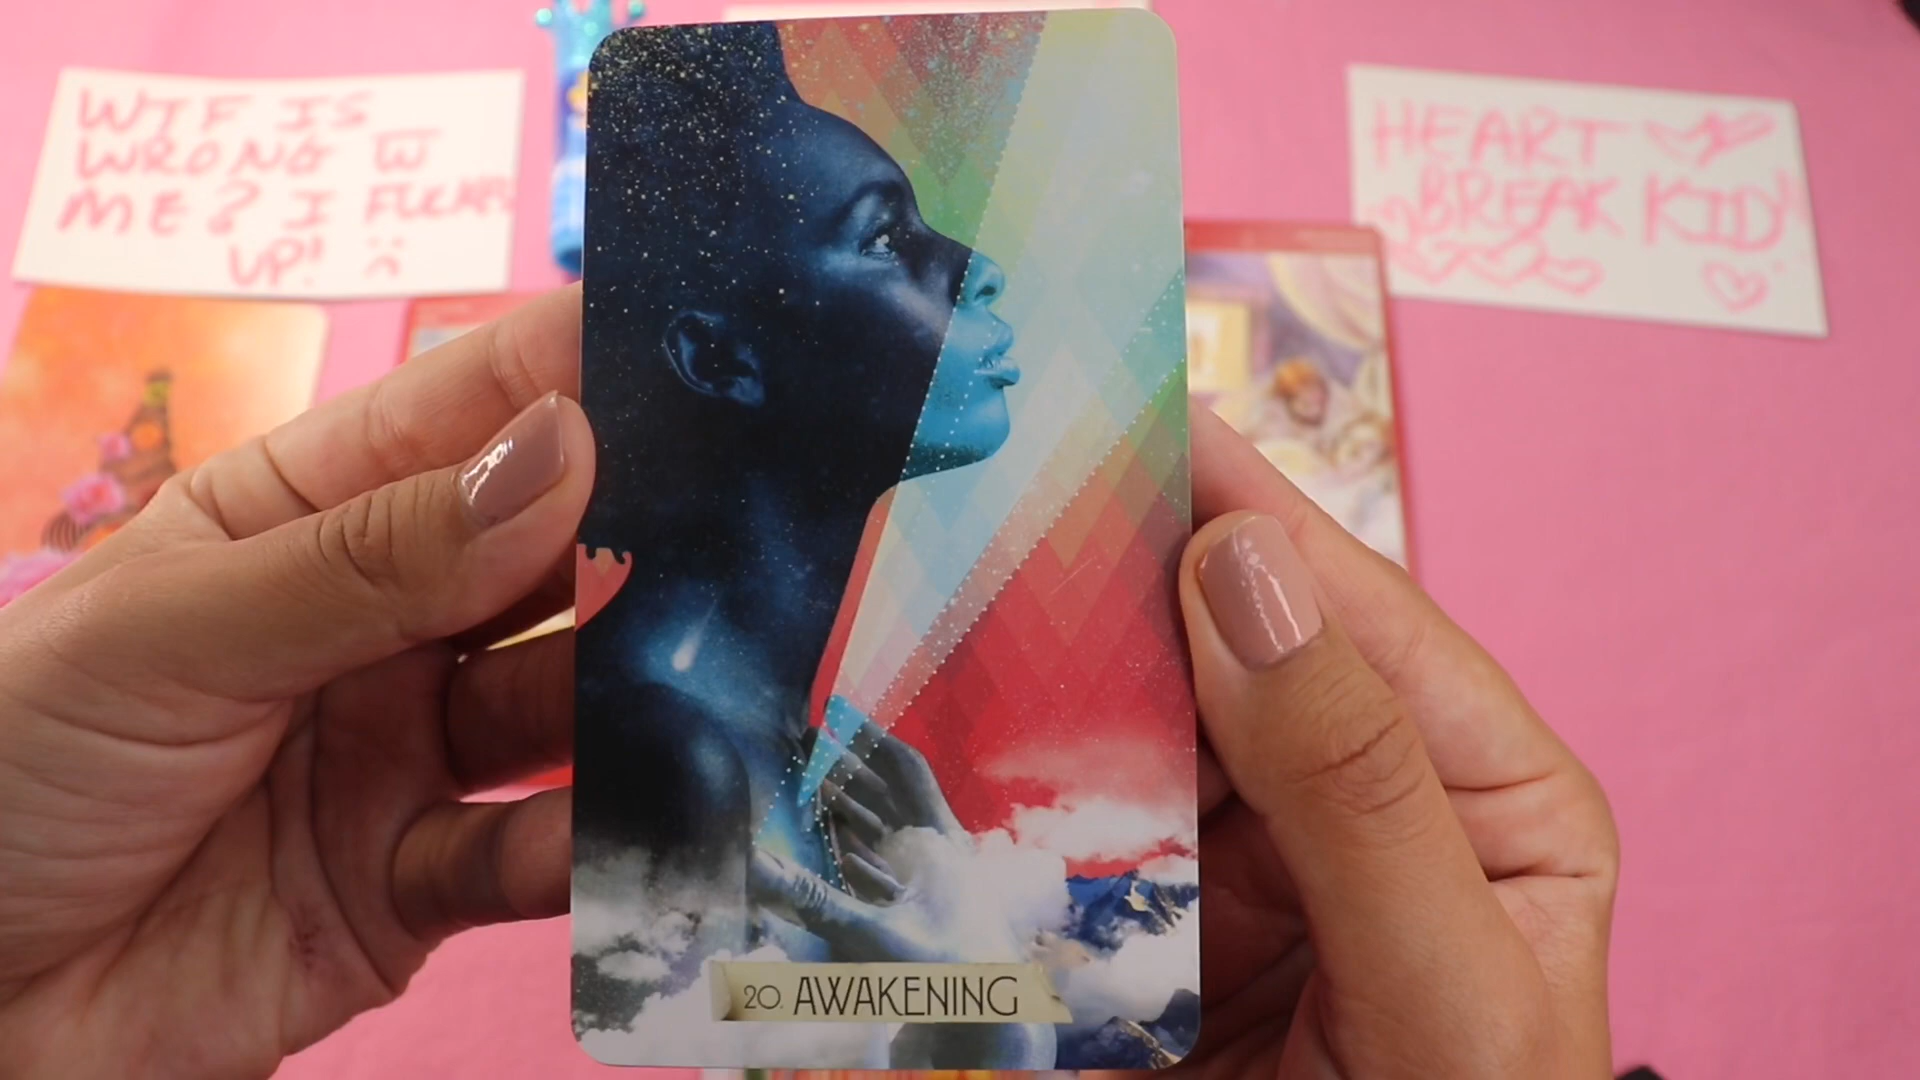 WTF IS
WRONG W
ME? I FUCKED
UP! :(
HEART
BREAK KID!
20. AWAKENING